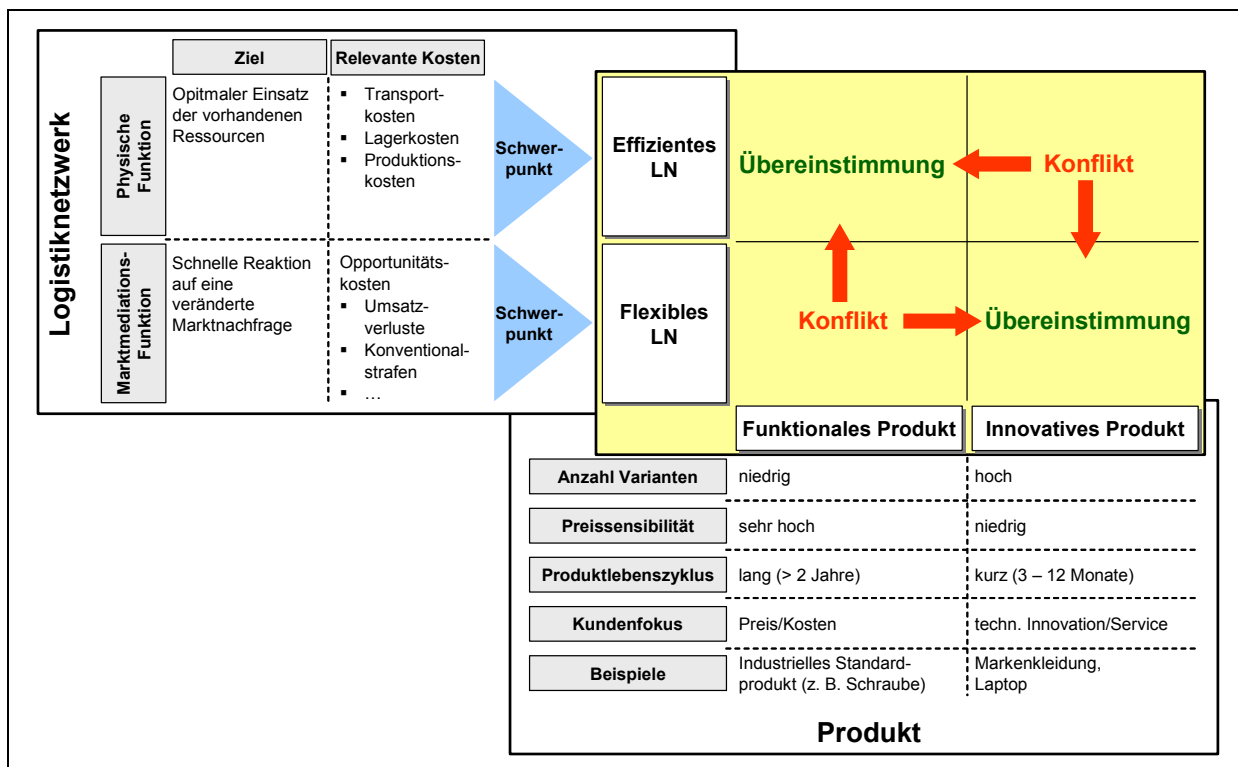 Logistiknetzwerk
Ziel
Relevante Kosten
Physische
Funktion
Opitmaler Einsatz
der vorhandenen
Ressourcen
▪ Transport-
kosten
▪ Lagerkosten
▪ Produktions-
kosten
Schwer-
punkt
Effizientes
LN
Übereinstimmung
Konflikt
Marktmediations-
Funktion
Schnelle Reaktion
auf eine
veränderte
Marktnachfrage
Opportunitäts-
kosten
▪ Umsatz-
verluste
▪ Konventional-
strafen
▪ …
Schwer-
punkt
Flexibles
LN
Konflikt
Übereinstimmung
Funktionales Produkt
Innovatives Produkt
Anzahl Varianten
niedrig
hoch
Preissensibilität
sehr hoch
niedrig
Produktlebenszyklus
lang (> 2 Jahre)
kurz (3 – 12 Monate)
Kundenfokus
Preis/Kosten
techn. Innovation/Service
Beispiele
Industrielles Standard-
produkt (z. B. Schraube)
Markenkleidung,
Laptop
Produkt